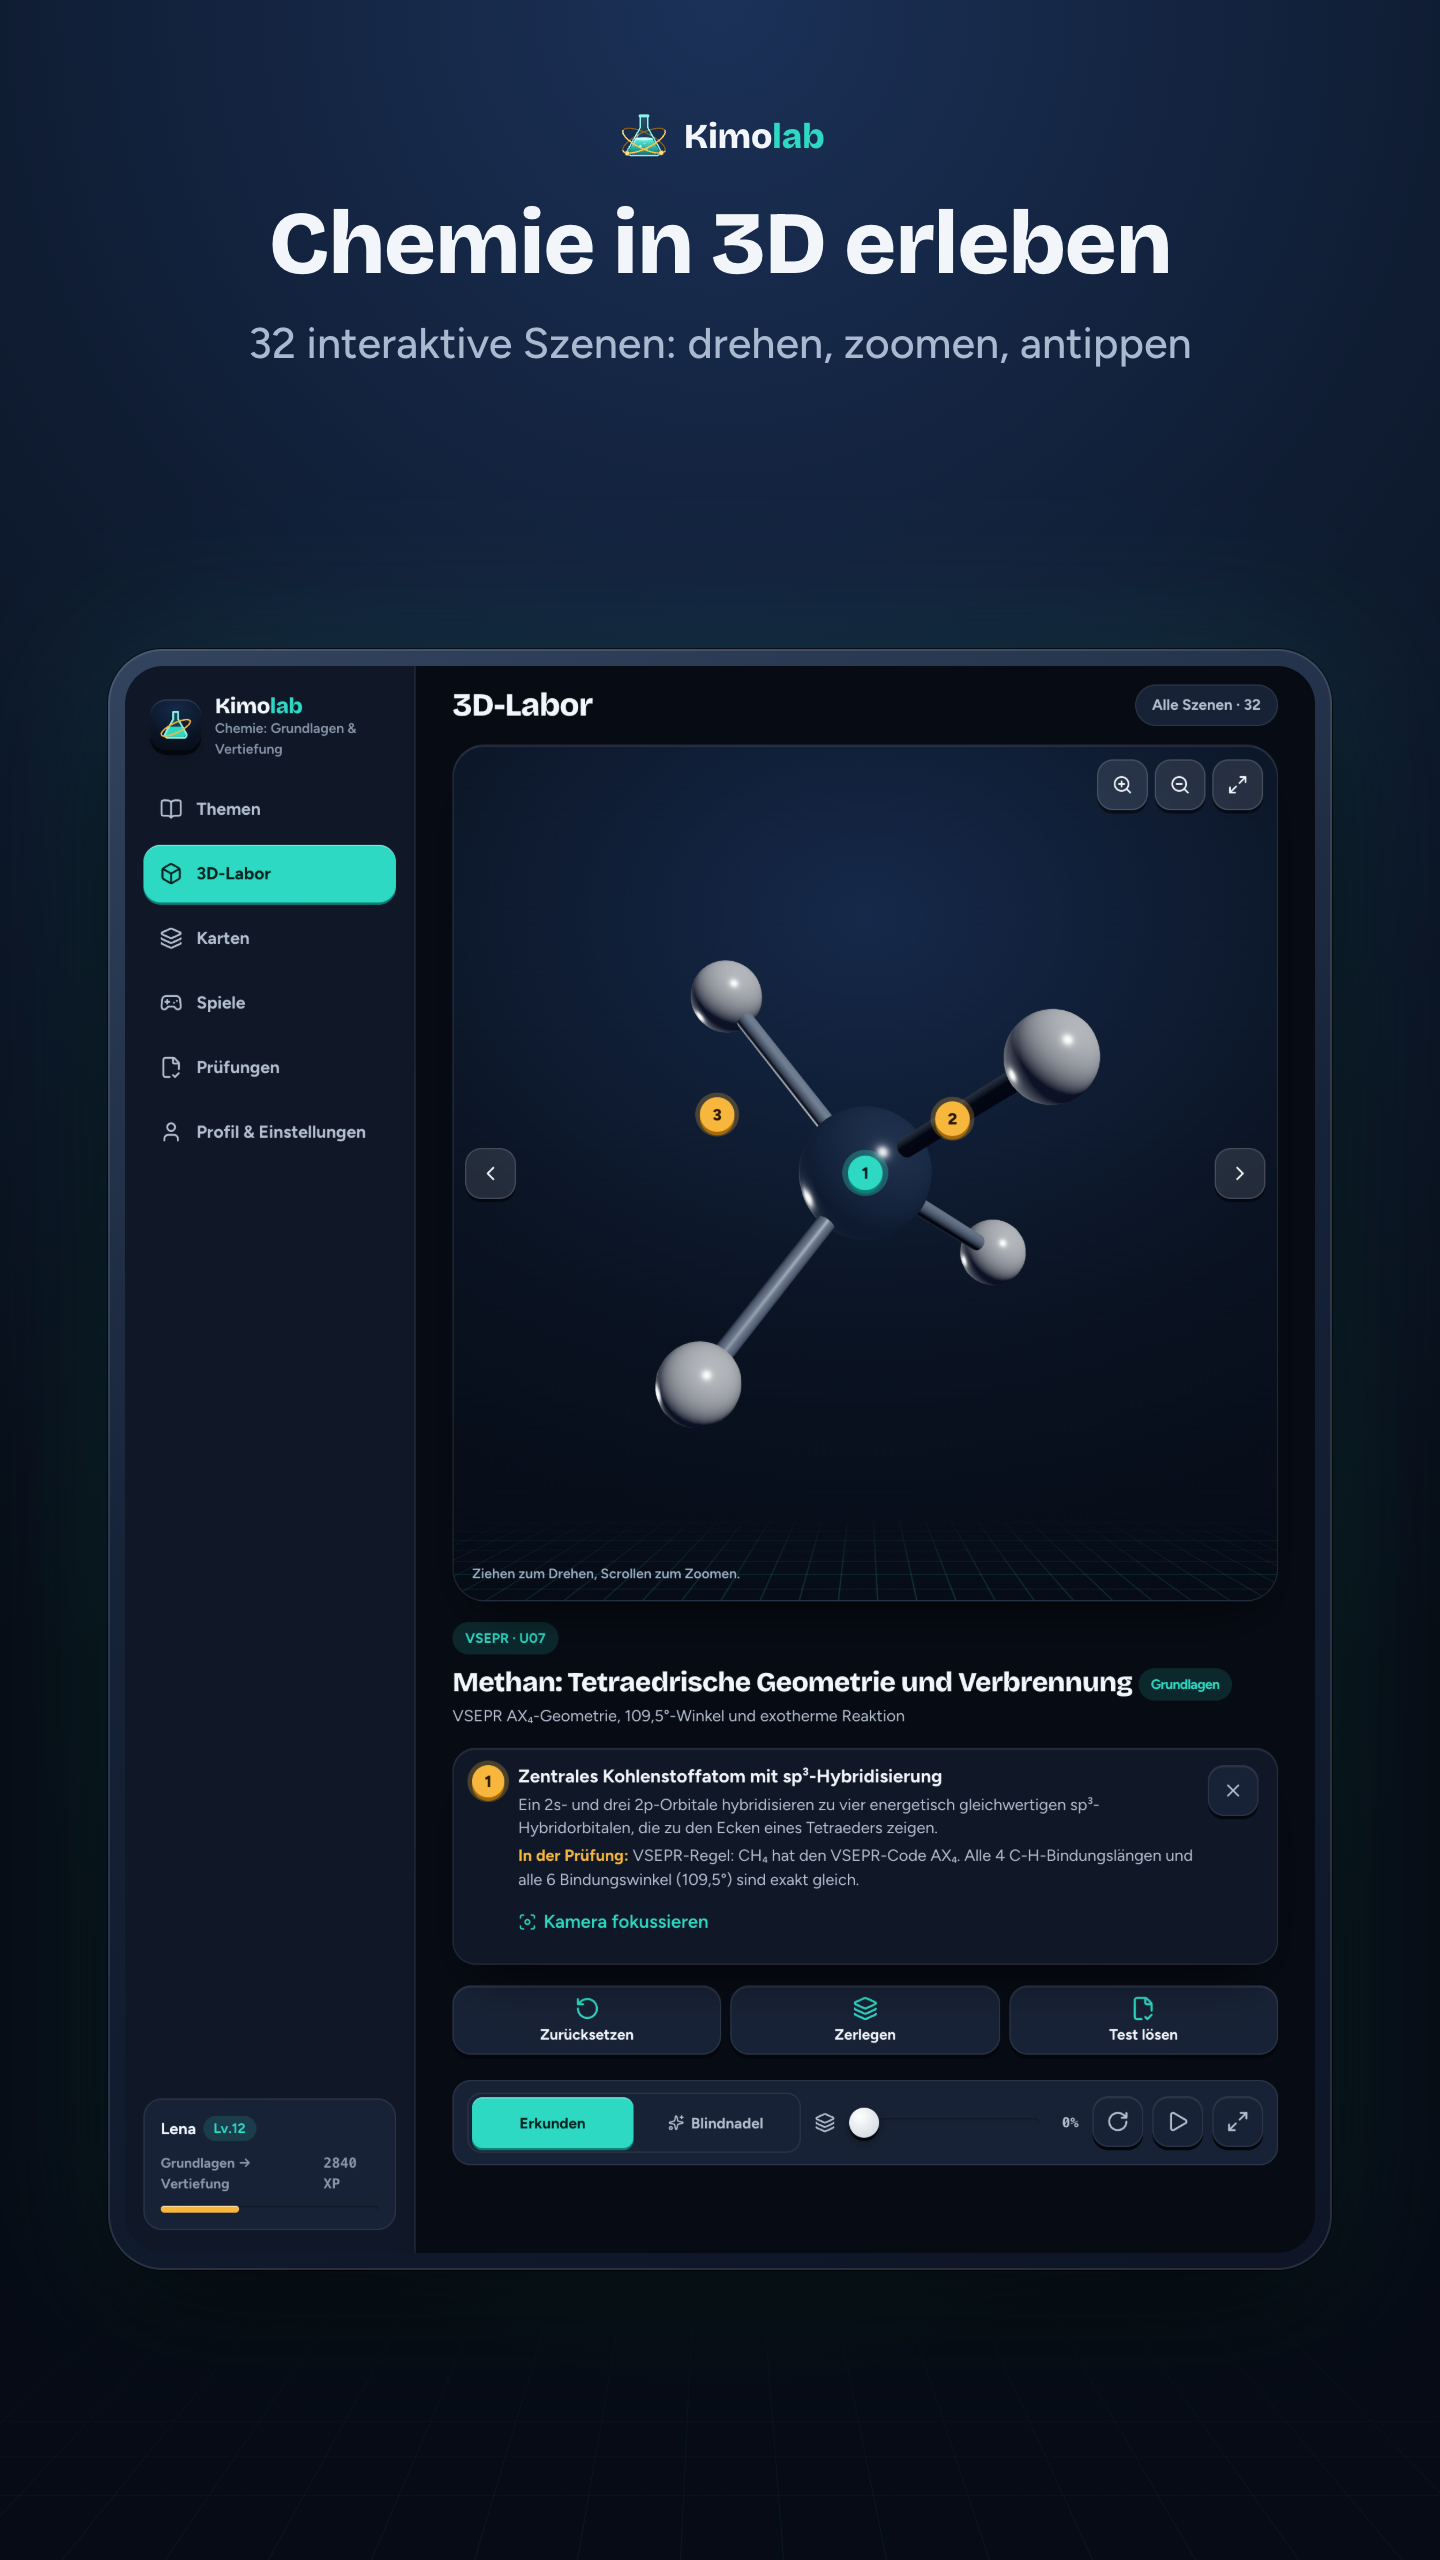 Kimolab
Chemie in 3D erleben
32 interaktive Szenen: drehen, zoomen, antippen
Kimolab
Chemie: Grundlagen &
Vertiefung
Themen
3D-Labor
Karten
Spiele
Prüfungen
Profil & Einstellungen
Lena Lv.12
Grundlagen → 2840
Vertiefung XP
3D-Labor
Alle Szenen · 32
3
2
1
Ziehen zum Drehen, Scrollen zum Zoomen.
VSEPR · U07
Methan: Tetraedrische Geometrie und Verbrennung Grundlagen
VSEPR AX₄-Geometrie, 109,5°-Winkel und exotherme Reaktion
1 Zentrales Kohlenstoffatom mit sp³-Hybridisierung
Ein 2s- und drei 2p-Orbitale hybridisieren zu vier energetisch gleichwertigen sp³-
Hybridorbitalen, die zu den Ecken eines Tetraeders zeigen.
In der Prüfung: VSEPR-Regel: CH₄ hat den VSEPR-Code AX₄. Alle 4 C-H-Bindungslängen und
alle 6 Bindungswinkel (109,5°) sind exakt gleich.
Kamera fokussieren
Zurücksetzen
Zerlegen
Test lösen
Erkunden
Blindnadel
0%